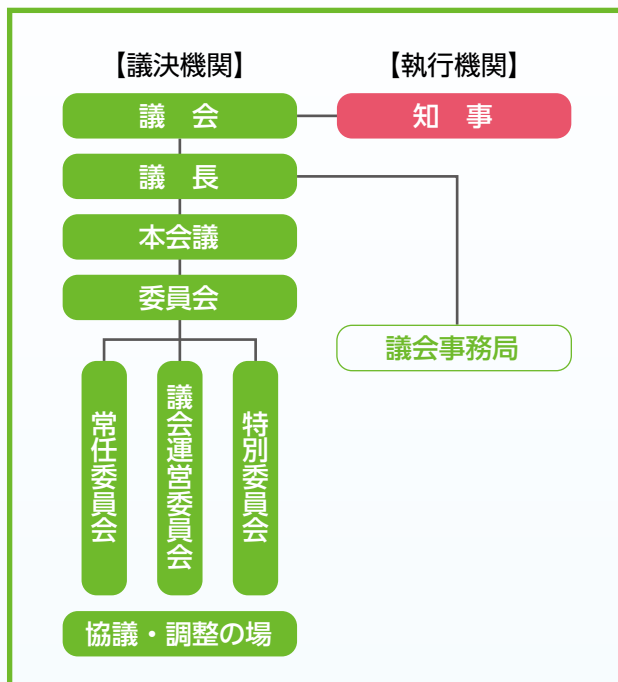 【議決機関】
【執行機関】
議　会
知　事
議　長
本会議
委員会
議会事務局
常任委員会
議会運営委員会
特別委員会
協議・調整の場